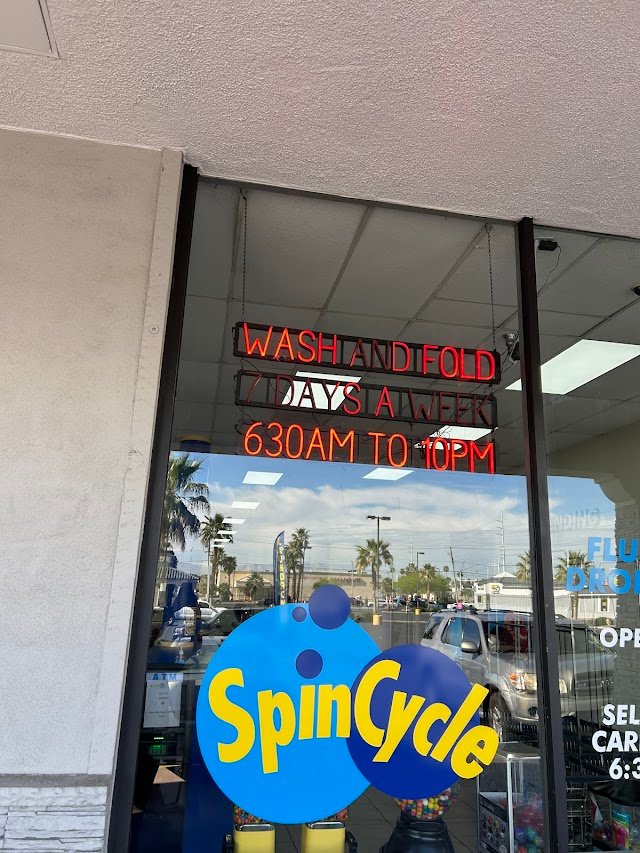 WASH AND FOLD
7 DAYS A WEEK
630AM TO 10PM
SpinCycle
ATM
FLU
DRO
OPE
SEL
CAR
6:3